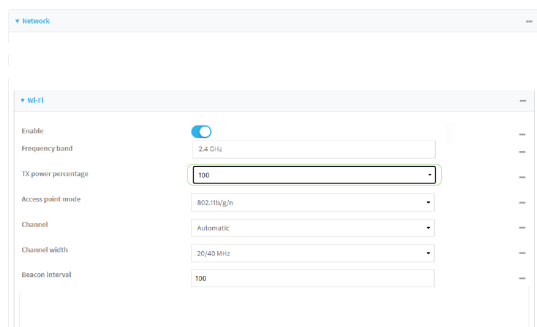 Network
Wi-Fi
Enable
Frequency band
2.4 GHz
TX power percentage
100
Access point mode
802.11b/g/n
Channel
Automatic
Channel width
20/40 MHz
Beacon interval
100